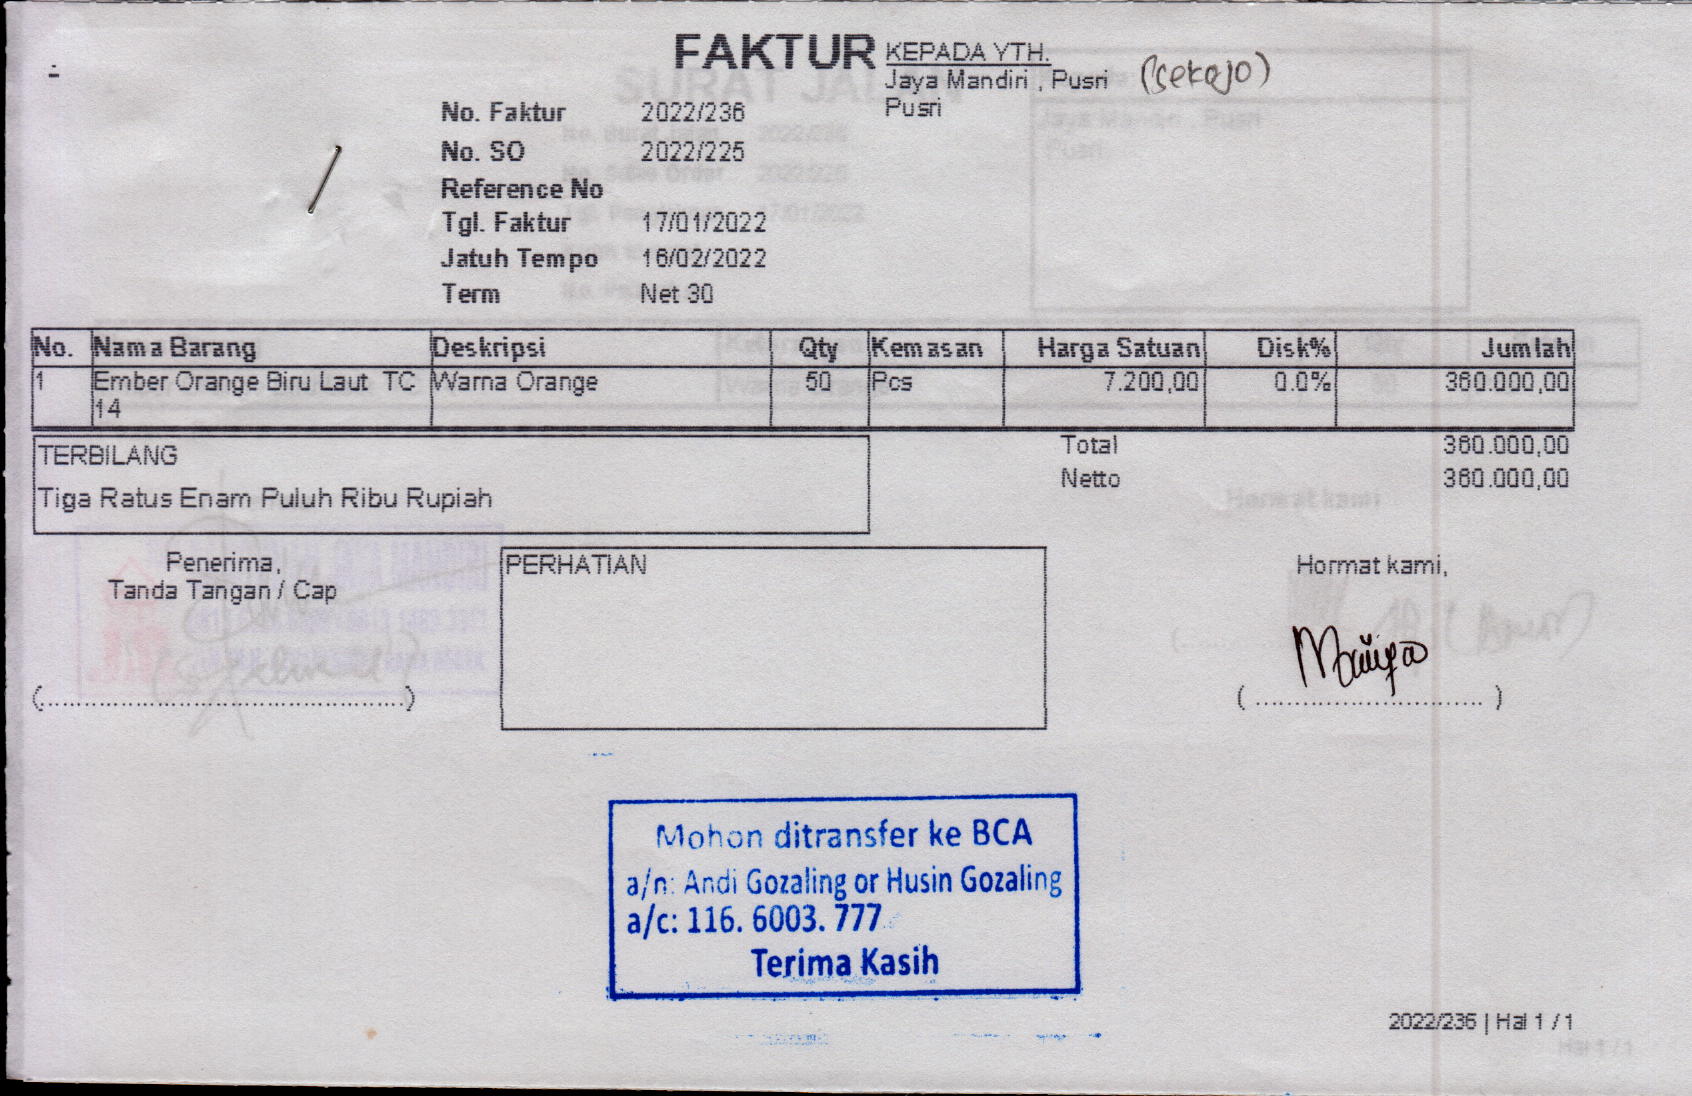 FAKTUR
KEPADA YTH.
Jaya Mandiri , Pusri (Sekojo)
Pusri
No. Faktur 2022/236
No. SO 2022/225
Reference No
Tgl. Faktur 17/01/2022
Jatuh Tempo 16/02/2022
Term Net 30
No. Nama Barang Deskripsi Qty Kemasan Harga Satuan Disk% Jumlah
1 Ember Orange Biru Laut TC Warna Orange 50 Pcs 7.200,00 0.0% 360.000,00
14
TERBILANG
Tiga Ratus Enam Puluh Ribu Rupiah
Total 360.000,00
Netto 360.000,00
Penerima,
Tanda Tangan / Cap
(..............................................)
PERHATIAN
Hormat kami,
( ............................ )
Mohon ditransfer ke BCA
a/n: Andi Gozaling or Husin Gozaling
a/c: 116. 6003. 777
Terima Kasih
2022/236 | Hal 1 / 1